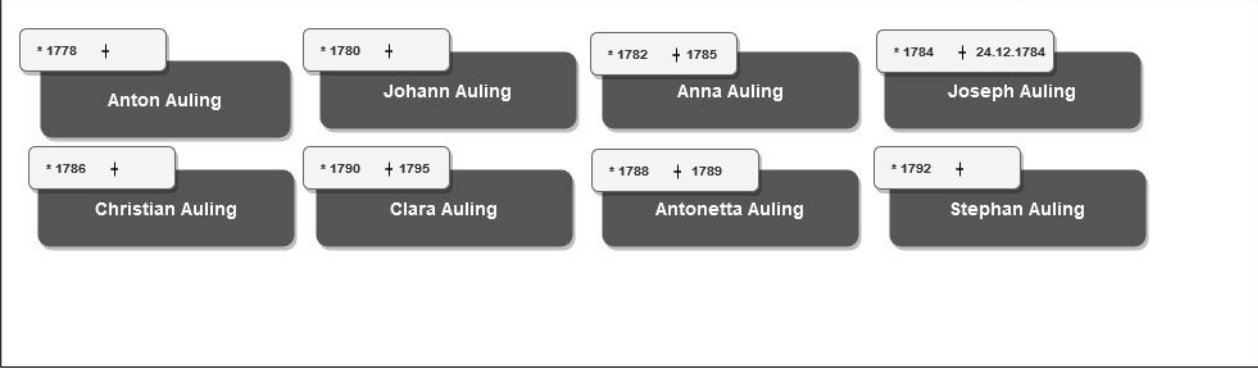 * 1778 ┼
Anton Auling
* 1780 ┼
Johann Auling
* 1782 ┼ 1785
Anna Auling
* 1784 ┼ 24.12.1784
Joseph Auling
* 1786 ┼
Christian Auling
* 1790 ┼ 1795
Clara Auling
* 1788 ┼ 1789
Antonetta Auling
* 1792 ┼
Stephan Auling